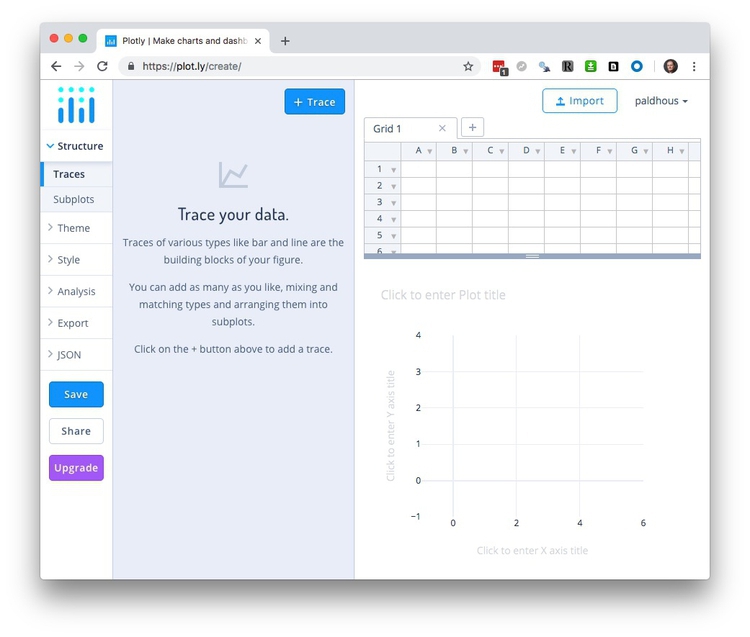 Plotly | Make charts and dashb
https://plot.ly/create/
1
Structure
Traces
Subplots
Theme
Style
Analysis
Export
JSON
Save
Share
Upgrade
+ Trace
Trace your data.
Traces of various types like bar and line are the
building blocks of your figure.
You can add as many as you like, mixing and
matching types and arranging them into
subplots.
Click on the + button above to add a trace.
Import
paldhous
Grid 1
A B C D E F G H
1
2
3
4
5
6
Click to enter Plot title
Click to enter Y axis title
4
3
2
1
0
−1
0 2 4 6
Click to enter X axis title